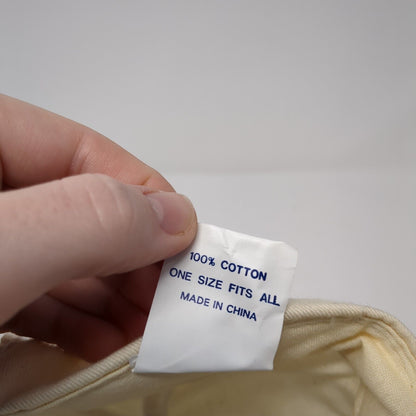 100% COTTON
ONE SIZE FITS ALL
MADE IN CHINA